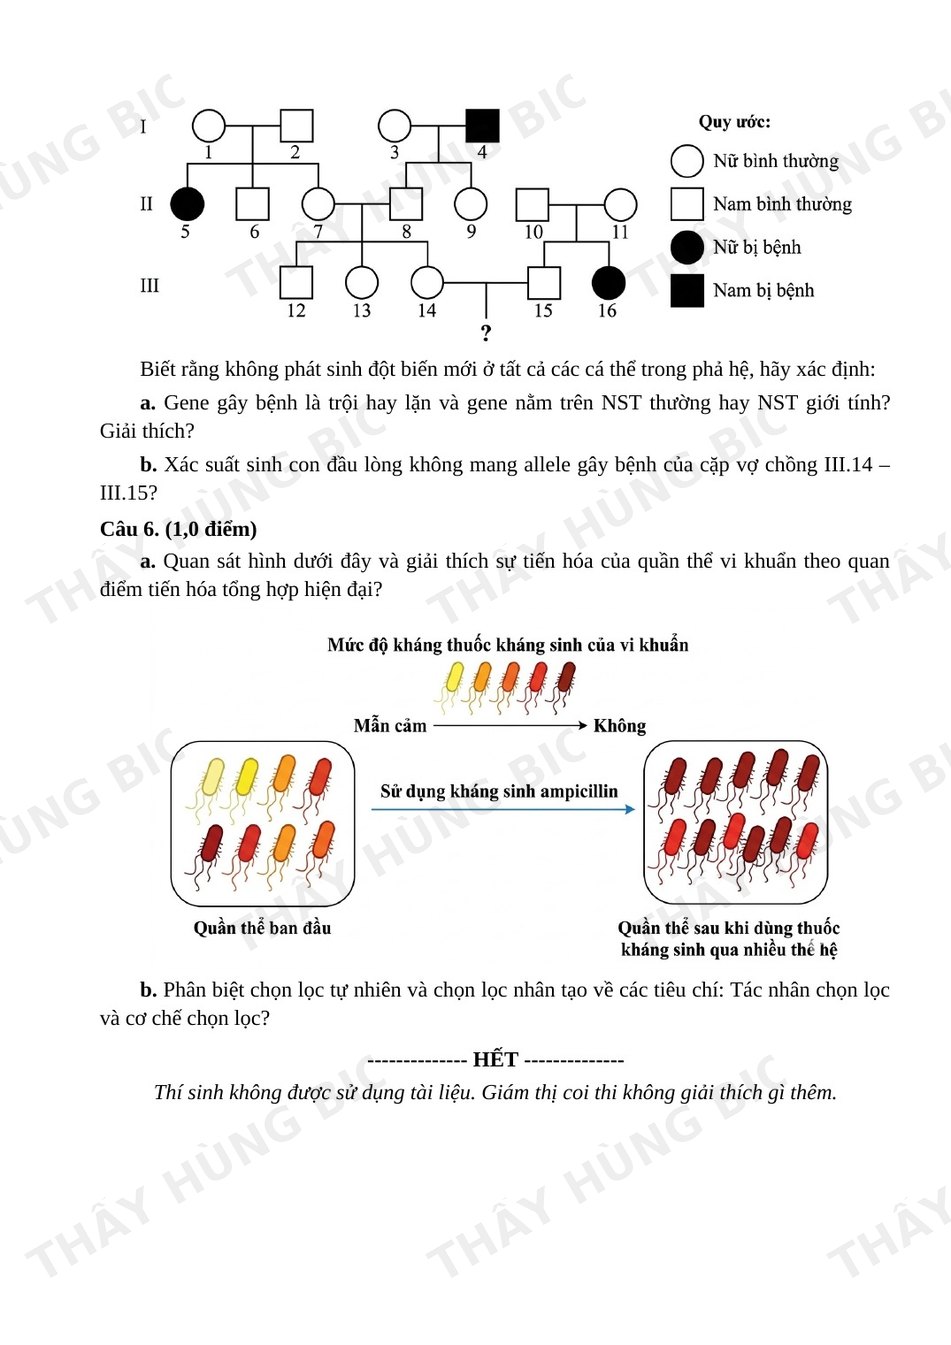 THẦY HÙNG BIC
Quy ước:
I
1
2
3
4
Nữ bình thường
II
5
6
7
8
9
10
11
Nam bình thường
Nữ bị bệnh
III
12
13
14
15
16
Nam bị bệnh
?
Biết rằng không phát sinh đột biến mới ở tất cả các cá thể trong phả hệ, hãy xác định:
a. Gene gây bệnh là trội hay lặn và gene nằm trên NST thường hay NST giới tính?
Giải thích?
b. Xác suất sinh con đầu lòng không mang allele gây bệnh của cặp vợ chồng III.14 –
III.15?
Câu 6. (1,0 điểm)
a. Quan sát hình dưới đây và giải thích sự tiến hóa của quần thể vi khuẩn theo quan
điểm tiến hóa tổng hợp hiện đại?
Mức độ kháng thuốc kháng sinh của vi khuẩn
Mẫn cảm
Không
Sử dụng kháng sinh ampicillin
Quần thể ban đầu
Quần thể sau khi dùng thuốc
kháng sinh qua nhiều thế hệ
b. Phân biệt chọn lọc tự nhiên và chọn lọc nhân tạo về các tiêu chí: Tác nhân chọn lọc
và cơ chế chọn lọc?
-------------- HẾT --------------
Thí sinh không được sử dụng tài liệu. Giám thị coi thi không giải thích gì thêm.